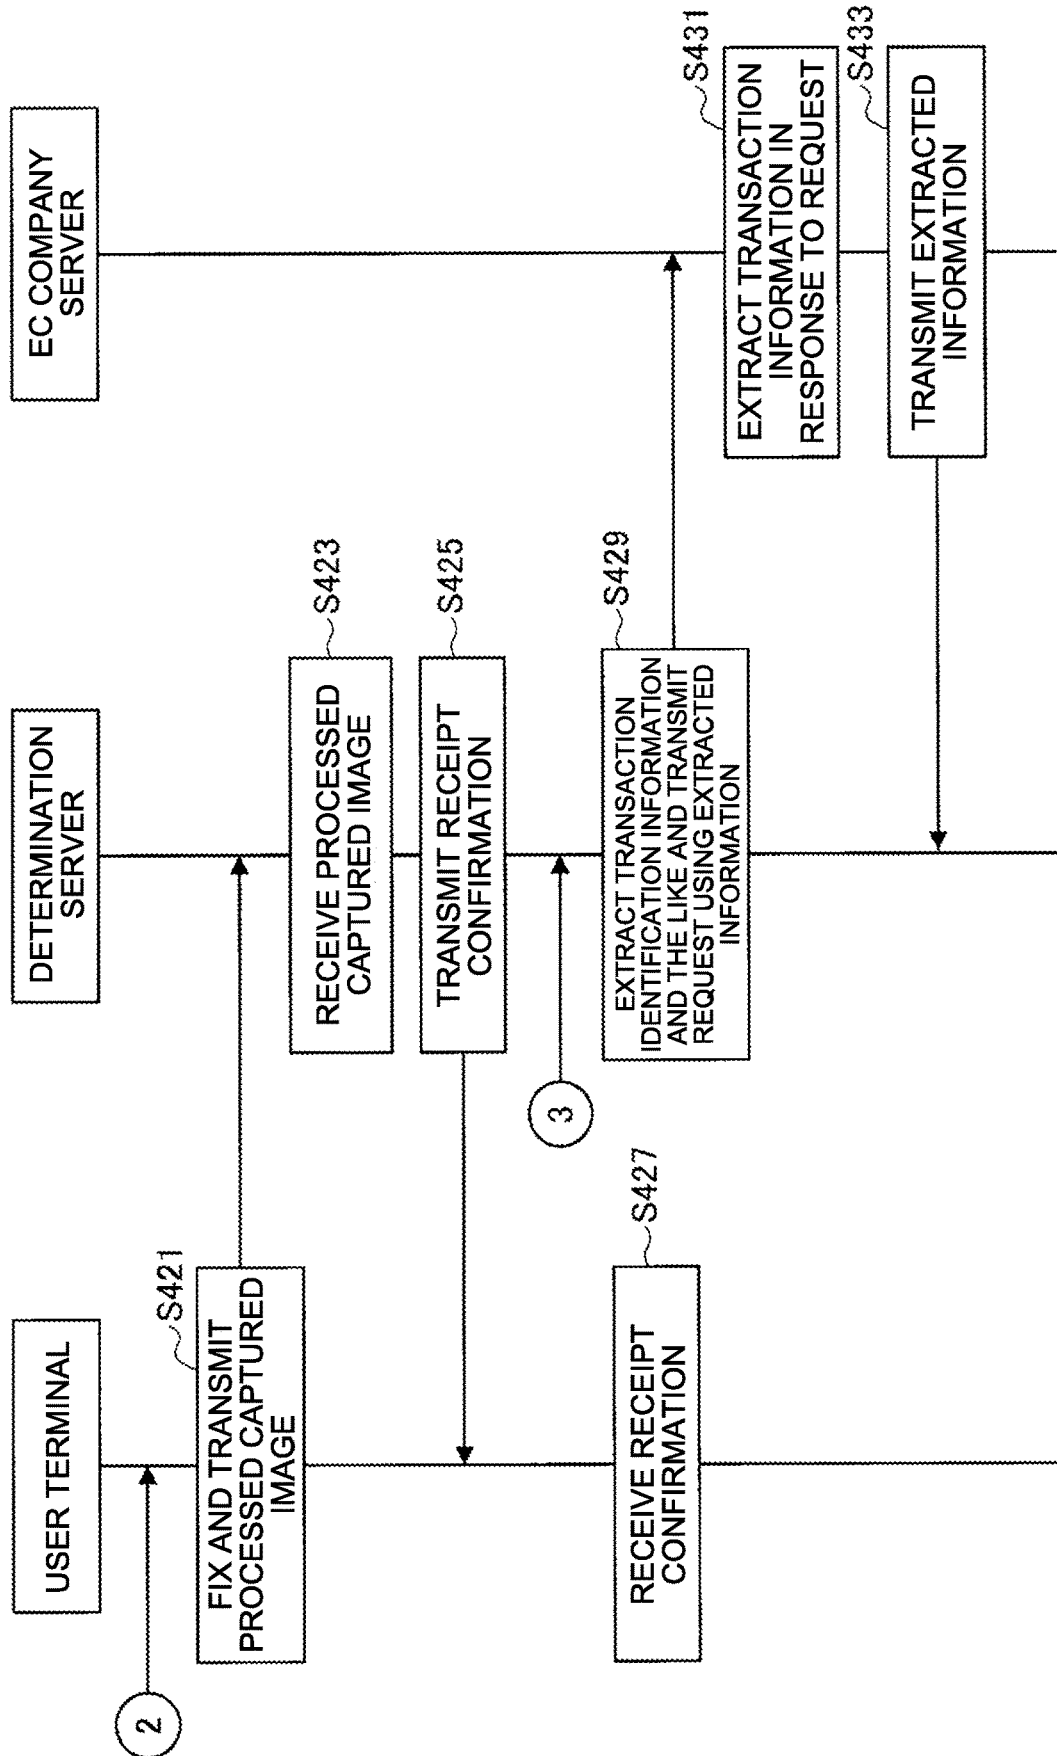 USER TERMINAL
DETERMINATION
SERVER
EC COMPANY
SERVER
2
S421
FIX AND TRANSMIT
PROCESSED CAPTURED
IMAGE
S423
RECEIVE PROCESSED
CAPTURED IMAGE
S425
TRANSMIT RECEIPT
CONFIRMATION
3
S427
RECEIVE RECEIPT
CONFIRMATION
S429
EXTRACT TRANSACTION
IDENTIFICATION INFORMATION
AND THE LIKE AND TRANSMIT
REQUEST USING EXTRACTED
INFORMATION
S431
EXTRACT TRANSACTION
INFORMATION IN
RESPONSE TO REQUEST
S433
TRANSMIT EXTRACTED
INFORMATION